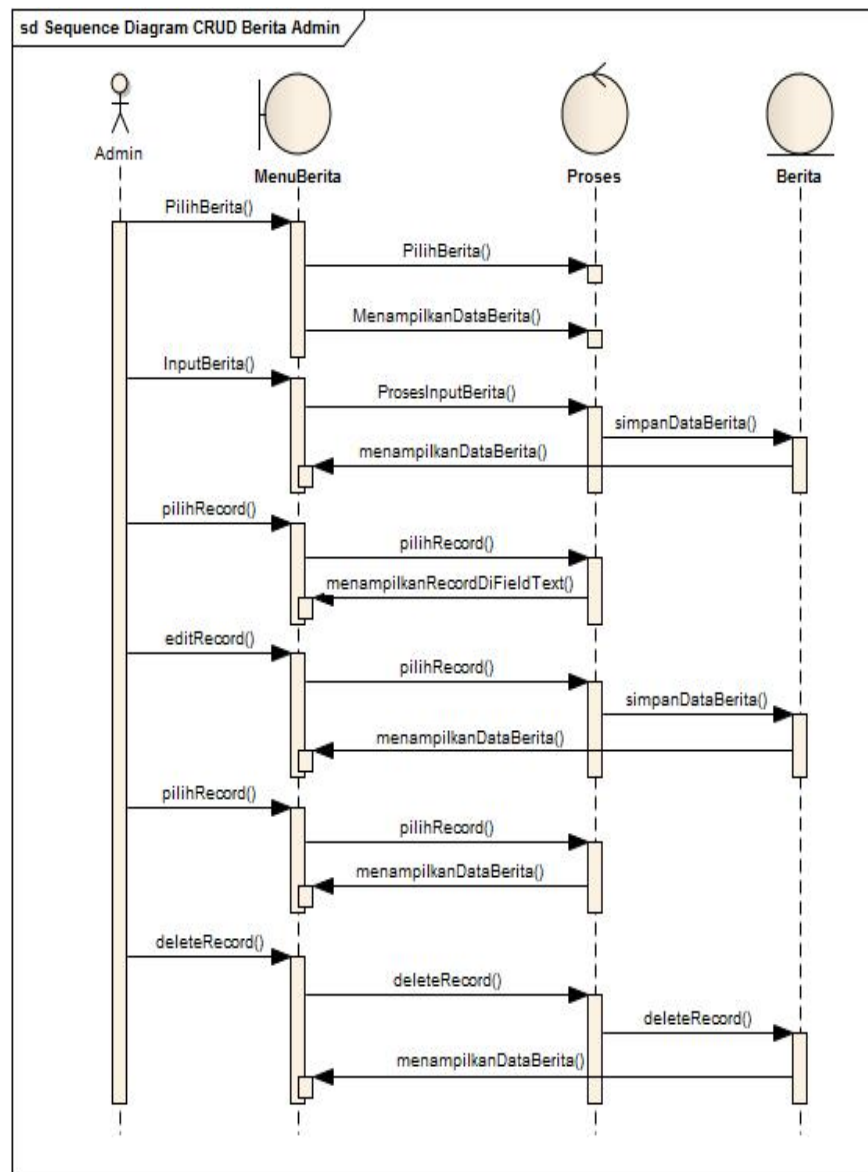 sd Sequence Diagram CRUD Berita Admin
Admin
MenuBerita
Proses
Berita
PilihBerita()
PilihBerita()
MenampilkanDataBerita()
InputBerita()
ProsesInputBerita()
simpanDataBerita()
menampilkanDataBerita()
pilihRecord()
pilihRecord()
menampilkanRecordDiFieldText()
editRecord()
pilihRecord()
simpanDataBerita()
menampilkanDataBerita()
pilihRecord()
pilihRecord()
menampilkanDataBerita()
deleteRecord()
deleteRecord()
deleteRecord()
menampilkanDataBerita()